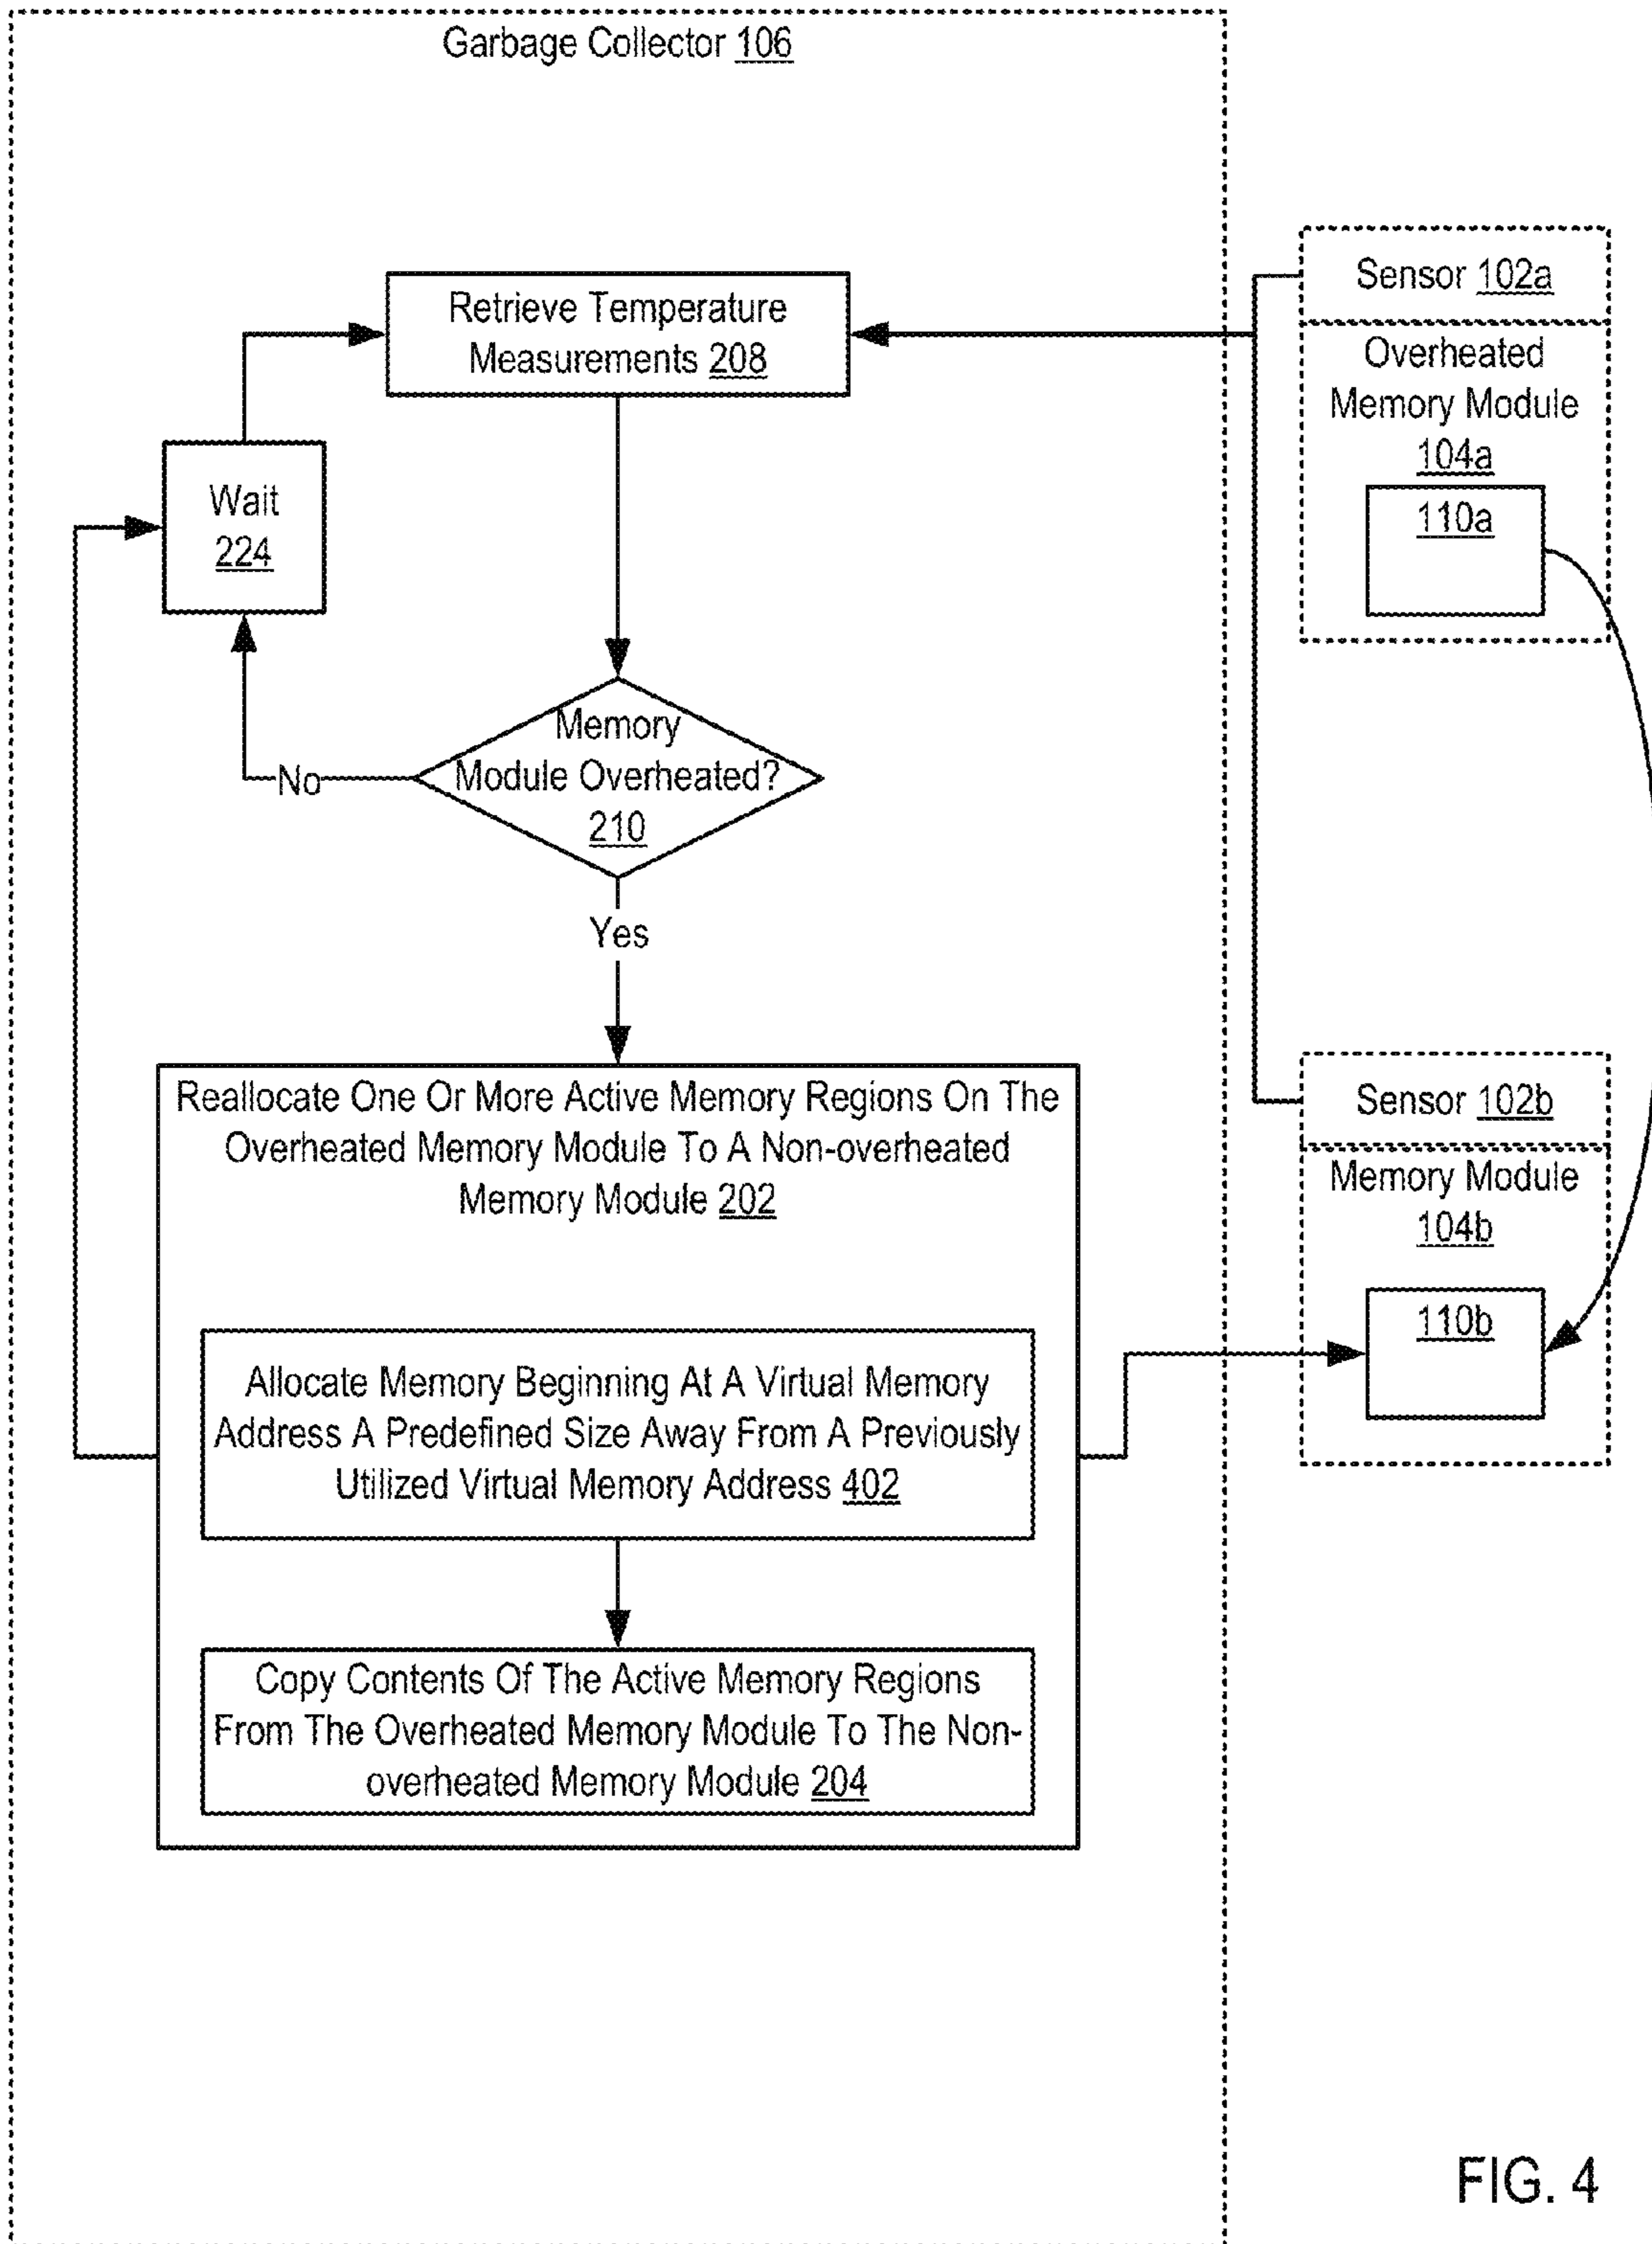 Garbage Collector 106
Retrieve Temperature
Measurements 208
Wait
224
Memory
Module Overheated?
210
No
Yes
Reallocate One Or More Active Memory Regions On The
Overheated Memory Module To A Non-overheated
Memory Module 202
Allocate Memory Beginning At A Virtual Memory
Address A Predefined Size Away From A Previously
Utilized Virtual Memory Address 402
Copy Contents Of The Active Memory Regions
From The Overheated Memory Module To The Non-
overheated Memory Module 204
Sensor 102a
Overheated
Memory Module
104a
110a
Sensor 102b
Memory Module
104b
110b
FIG. 4